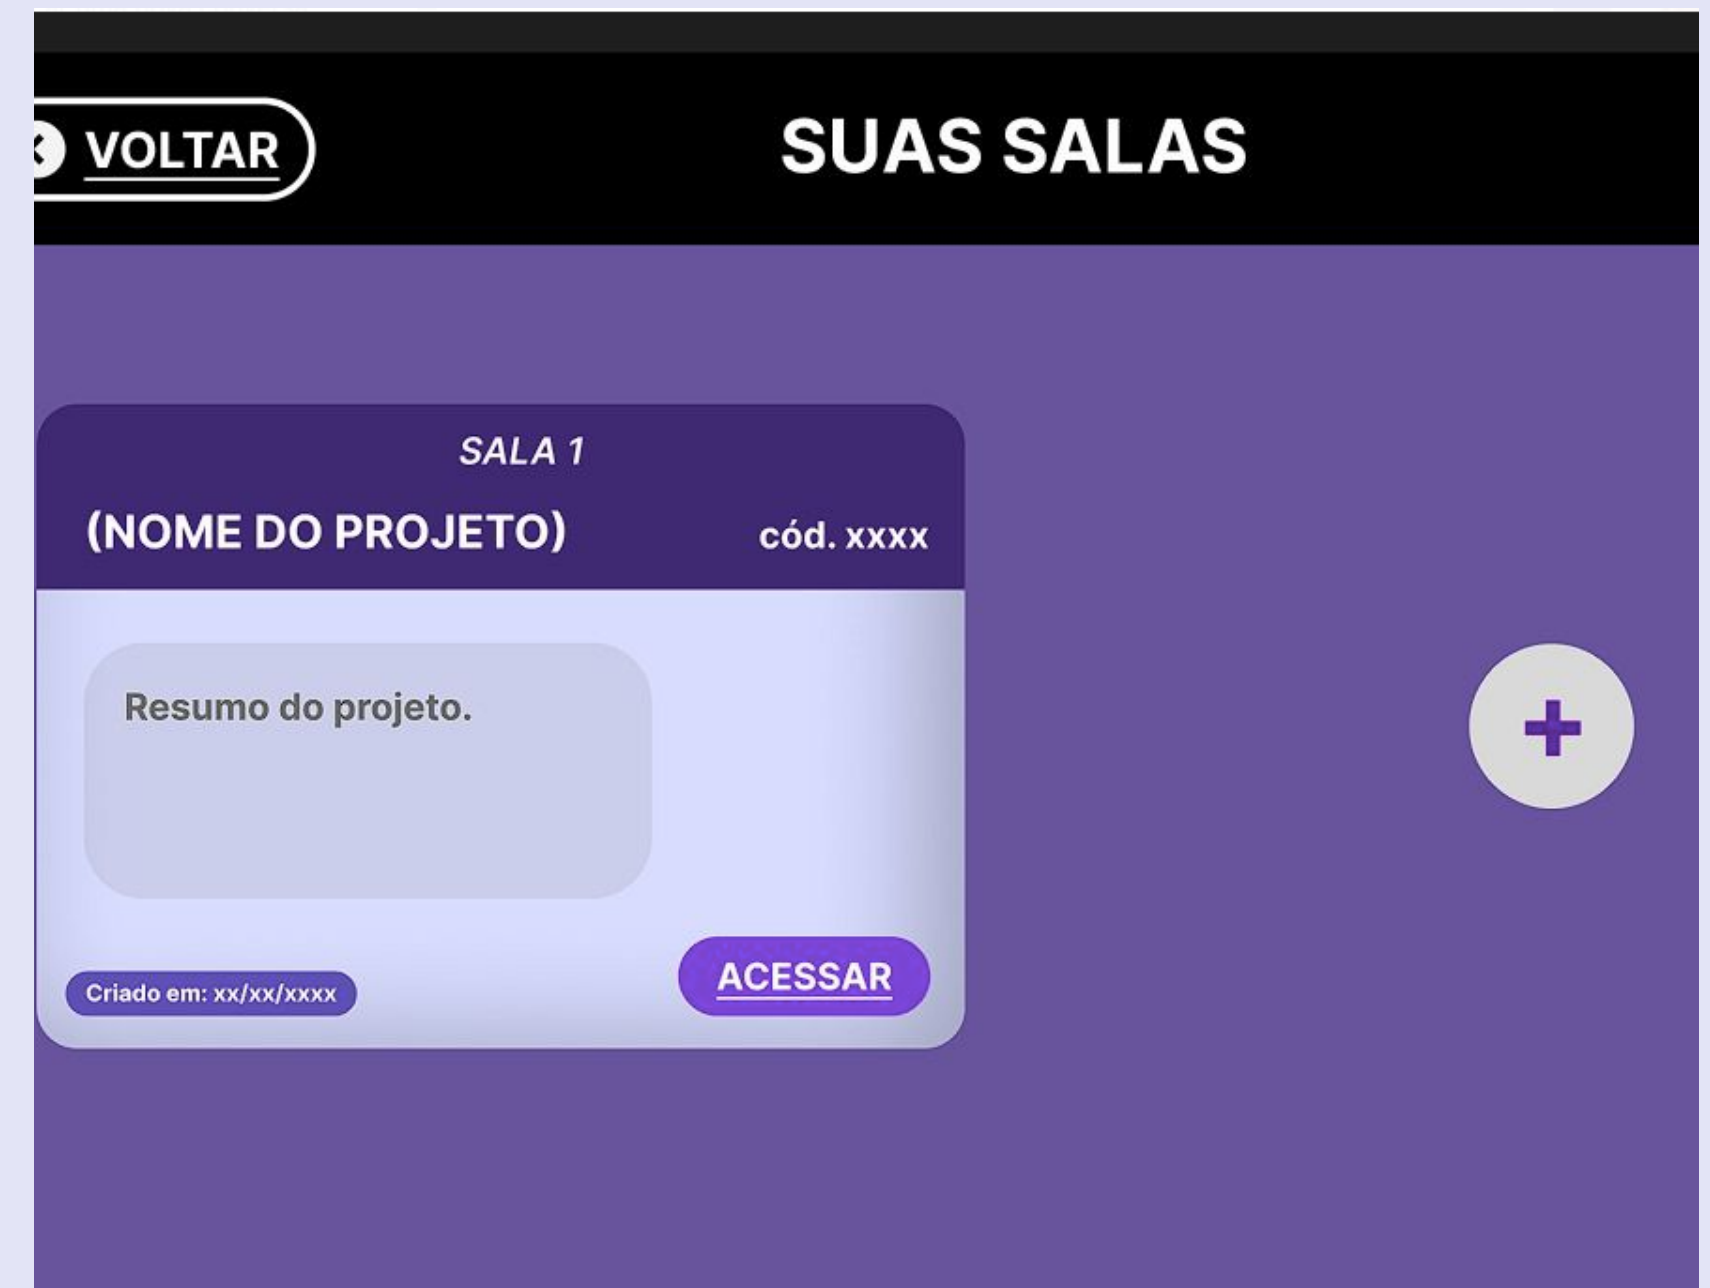 VOLTAR
SUAS SALAS
SALA 1
(NOME DO PROJETO)
cód. xxxx
Resumo do projeto.
Criado em: xx/xx/xxxx
ACESSAR
+